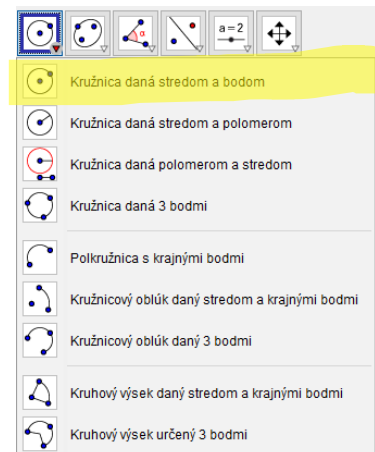 α
a=2
Kružnica daná stredom a bodom
Kružnica daná stredom a polomerom
Kružnica daná polomerom a stredom
Kružnica daná 3 bodmi
Polkružnica s krajnými bodmi
Kružnicový oblúk daný stredom a krajnými bodmi
Kružnicový oblúk daný 3 bodmi
Kruhový výsek daný stredom a krajnými bodmi
Kruhový výsek určený 3 bodmi